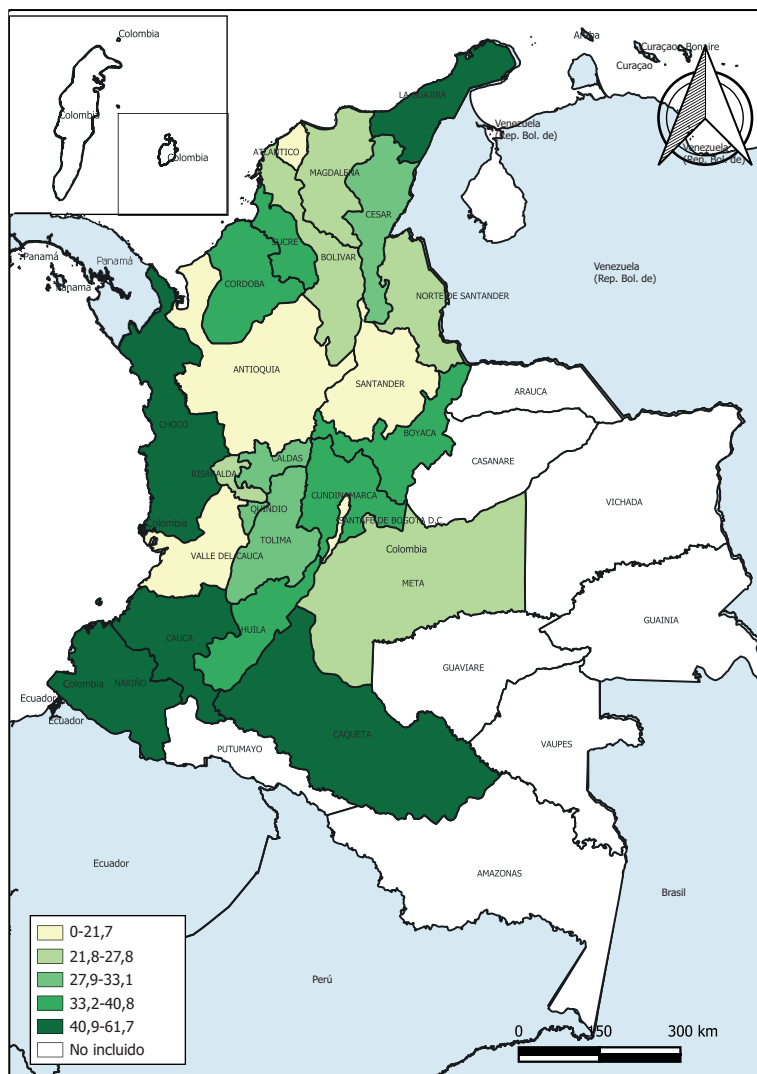 Colombia
Colombia
Colombia
Aruba
Curaçao
Bonaire
Curaçao
Venezuela
(Rep. Bol. de)
Venezuela
(Rep. Bol. de)
LA GUAJIRA
ATLANTICO
MAGDALENA
CESAR
SUCRE
BOLIVAR
Panamá
Panamá
Panama
Venezuela
(Rep. Bol. de)
CORDOBA
NORTE DE SANTANDER
ANTIOQUIA
SANTANDER
ARAUCA
CHOCO
BOYACA
CASANARE
CALDAS
RISARALDA
CUNDINAMARCA
VICHADA
QUINDIO
Colombia
SANTAFE DE BOGOTA D.C.
TOLIMA
VALLE DEL CAUCA
Colombia
META
GUAINIA
CAUCA
HUILA
GUAVIARE
Colombia
NARIÑO
Ecuador
Ecuador
CAQUETA
VAUPES
PUTUMAYO
Ecuador
AMAZONAS
Brasil
Perú
0-21,7
21,8-27,8
27,9-33,1
33,2-40,8
40,9-61,7
No incluido
0 150 300 km